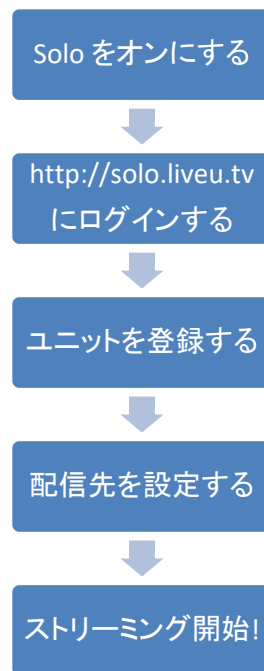 Solo をオンにする
http://solo.liveu.tv
にログインする
ユニットを登録する
配信先を設定する
ストリーミング開始!